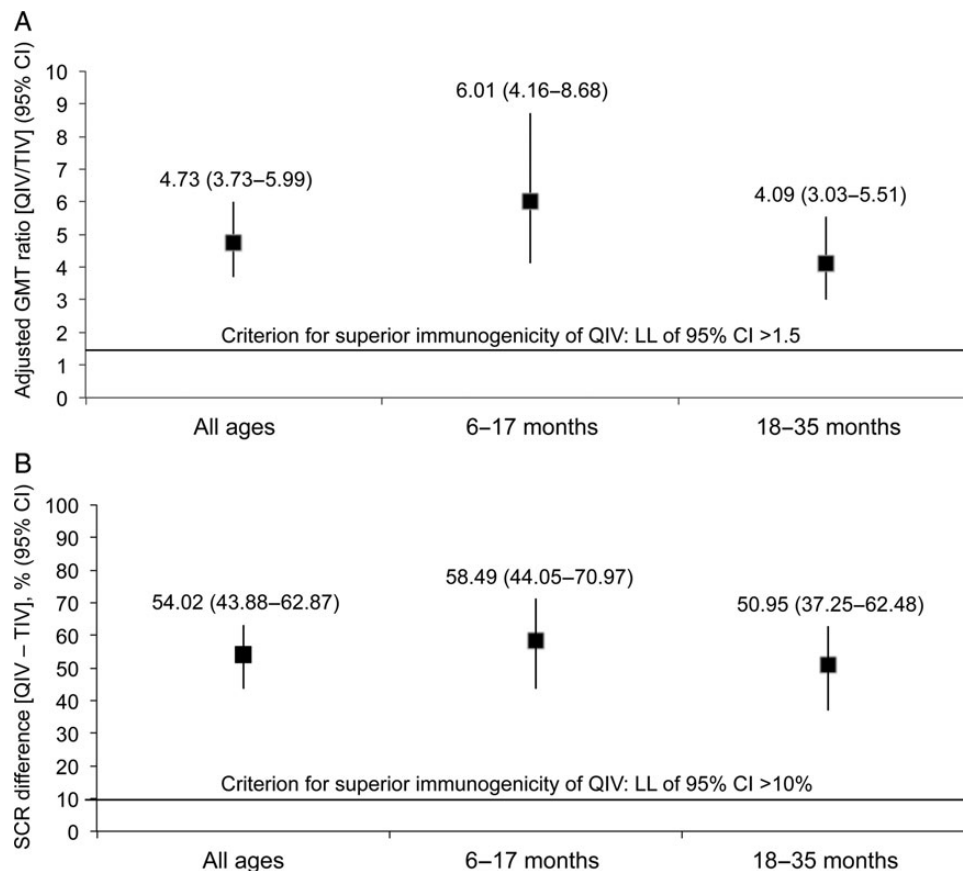 A
Adjusted GMT ratio [QIV/TIV] (95% CI)
10
9
8
7
6
5
4
3
2
1
0
4.73 (3.73–5.99)
6.01 (4.16–8.68)
4.09 (3.03–5.51)
Criterion for superior immunogenicity of QIV: LL of 95% CI >1.5
All ages
6–17 months
18–35 months
B
SCR difference [QIV – TIV], % (95% CI)
100
90
80
70
60
50
40
30
20
10
0
54.02 (43.88–62.87)
58.49 (44.05–70.97)
50.95 (37.25–62.48)
Criterion for superior immunogenicity of QIV: LL of 95% CI >10%
All ages
6–17 months
18–35 months